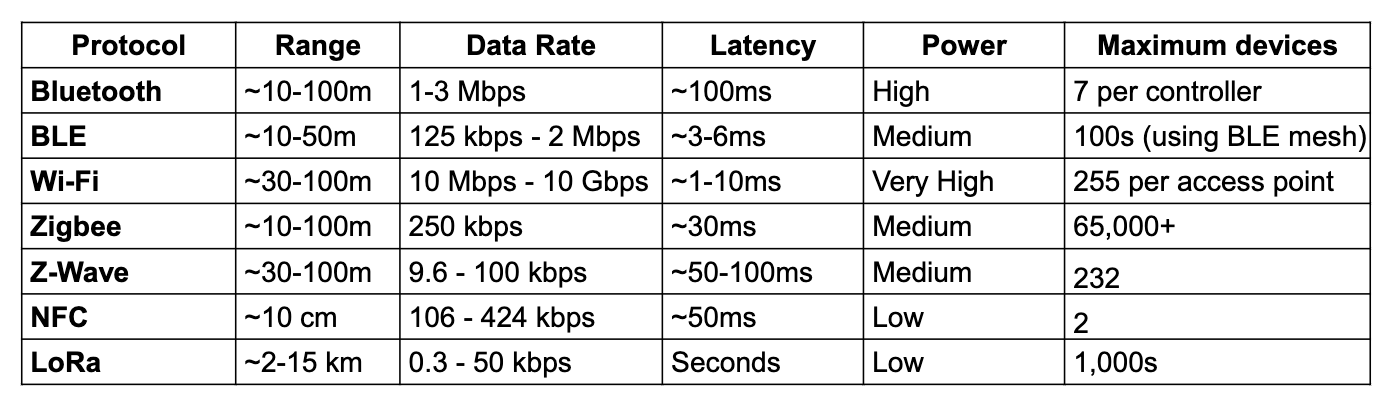 Protocol Range Data Rate Latency Power Maximum devices
Bluetooth ~10-100m 1-3 Mbps ~100ms High 7 per controller
BLE ~10-50m 125 kbps - 2 Mbps ~3-6ms Medium 100s (using BLE mesh)
Wi-Fi ~30-100m 10 Mbps - 10 Gbps ~1-10ms Very High 255 per access point
Zigbee ~10-100m 250 kbps ~30ms Medium 65,000+
Z-Wave ~30-100m 9.6 - 100 kbps ~50-100ms Medium 232
NFC ~10 cm 106 - 424 kbps ~50ms Low 2
LoRa ~2-15 km 0.3 - 50 kbps Seconds Low 1,000s